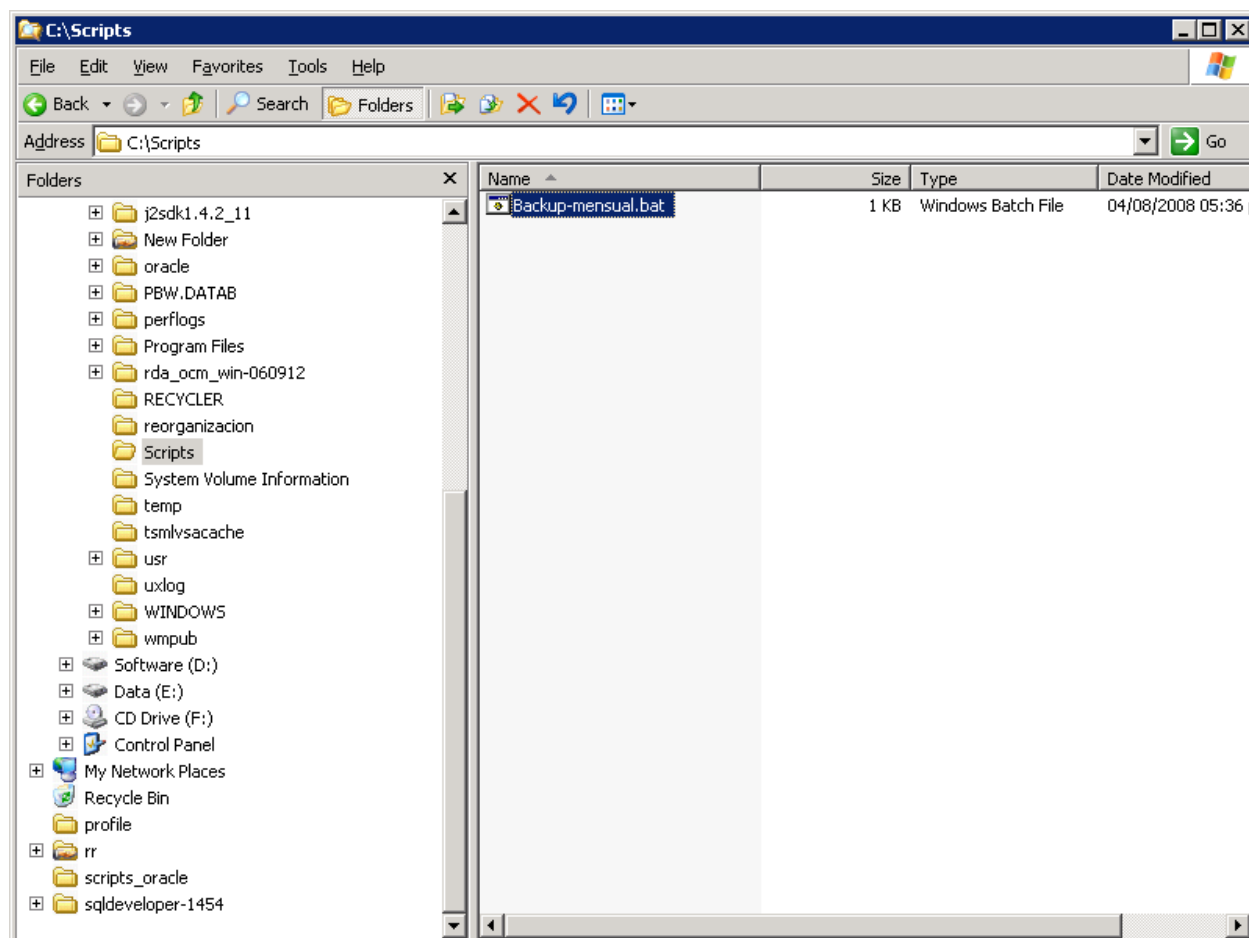 C:\Scripts
File Edit View Favorites Tools Help
Back Search Folders
Address C:\Scripts Go
Folders
j2sdk1.4.2_11
New Folder
oracle
PBW.DATAB
perflogs
Program Files
rda_ocm_win-060912
RECYCLER
reorganizacion
Scripts
System Volume Information
temp
tsmlvsacache
usr
uxlog
WINDOWS
wmpub
Software (D:)
Data (E:)
CD Drive (F:)
Control Panel
My Network Places
Recycle Bin
profile
rr
scripts_oracle
sqldeveloper-1454
Name Size Type Date Modified
Backup-mensual.bat 1 KB Windows Batch File 04/08/2008 05:36